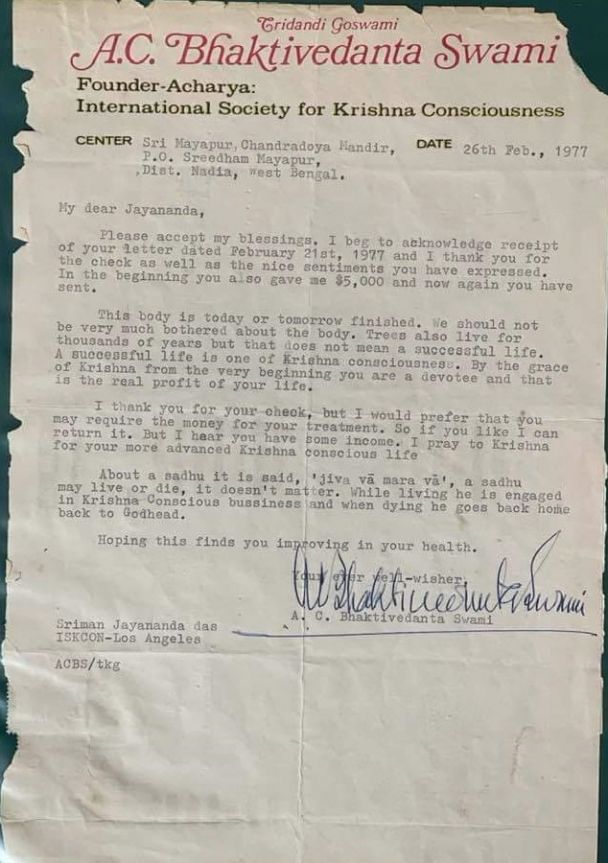 Tridandi Goswami
A.C. Bhaktivedanta Swami
Founder-Acharya:
International Society for Krishna Consciousness
CENTER Sri Mayapur, Chandradoya Mandir, DATE 26th Feb., 1977
P.O. Sreedham Mayapur,
Dist. Nadia, West Bengal.
My dear Jayananda,
Please accept my blessings. I beg to acknowledge receipt
of your letter dated February 21st, 1977 and I thank you for
the check as well as the nice sentiments you have expressed.
In the beginning you also gave me $5,000 and now again you have
sent.
This body is today or tomorrow finished. We should not
be very much bothered about the body. Trees also live for
thousands of years but that does not mean a successful life.
A successful life is one of Krishna consciousness. By the grace
of Krishna from the very beginning you are a devotee and that
is the real profit of your life.
I thank you for your check, but I would prefer that you
may require the money for your treatment. So if you like I can
return it. But I hear you have some income. I pray to Krishna
for your more advanced Krishna conscious life
About a sadhu it is said, 'jiva vā mara vā', a sadhu
may live or die, it doesn't matter. While living he is engaged
in Krishna Conscious bussiness and when dying he goes back home
back to Godhead.
Hoping this finds you improving in your health.
Your ever well-wisher,
A C Bhaktivedanta Swami
A. C. Bhaktivedanta Swami
Sriman Jayananda das
ISKCON-Los Angeles
ACBS/tkg